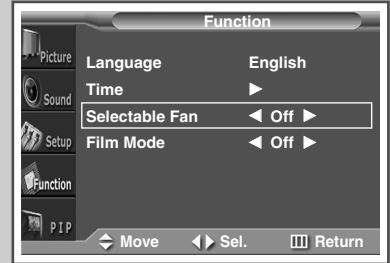 Function
Picture
Sound
Setup
Function
PIP
Language English
Time
Selectable Fan Off
Film Mode Off
Move Sel. Return